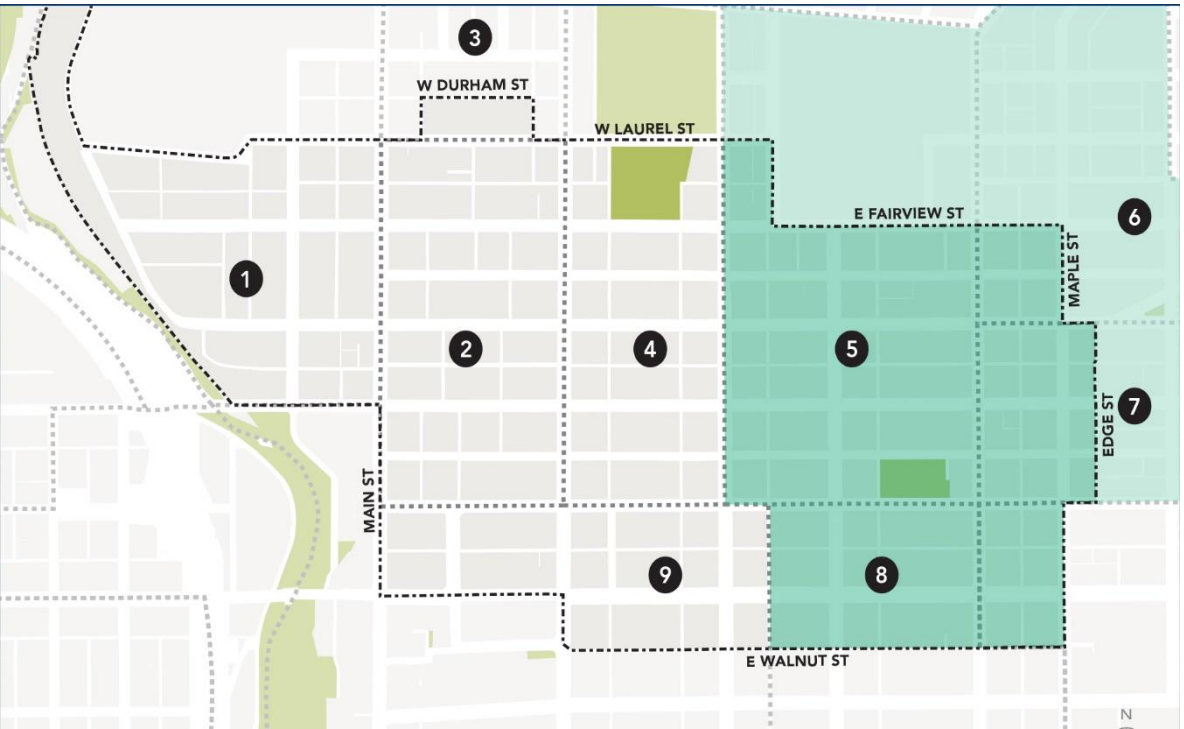 3
W DURHAM ST
W LAUREL ST
E FAIRVIEW ST
6
MAPLE ST
1
2
4
5
7
EDGE ST
MAIN ST
9
8
E WALNUT ST
N